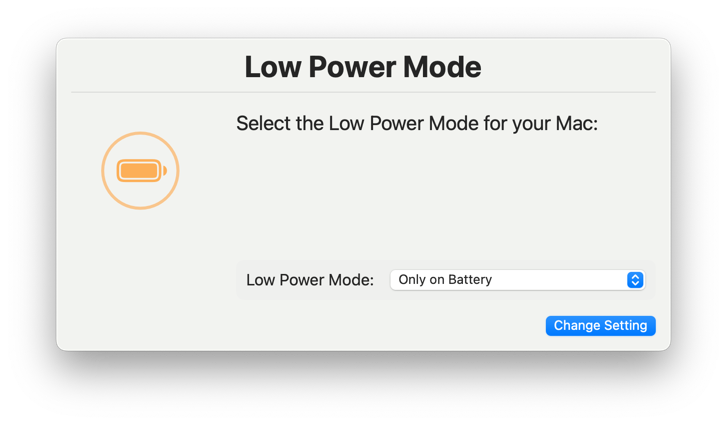 Low Power Mode
Select the Low Power Mode for your Mac:
Low Power Mode: Only on Battery
Change Setting